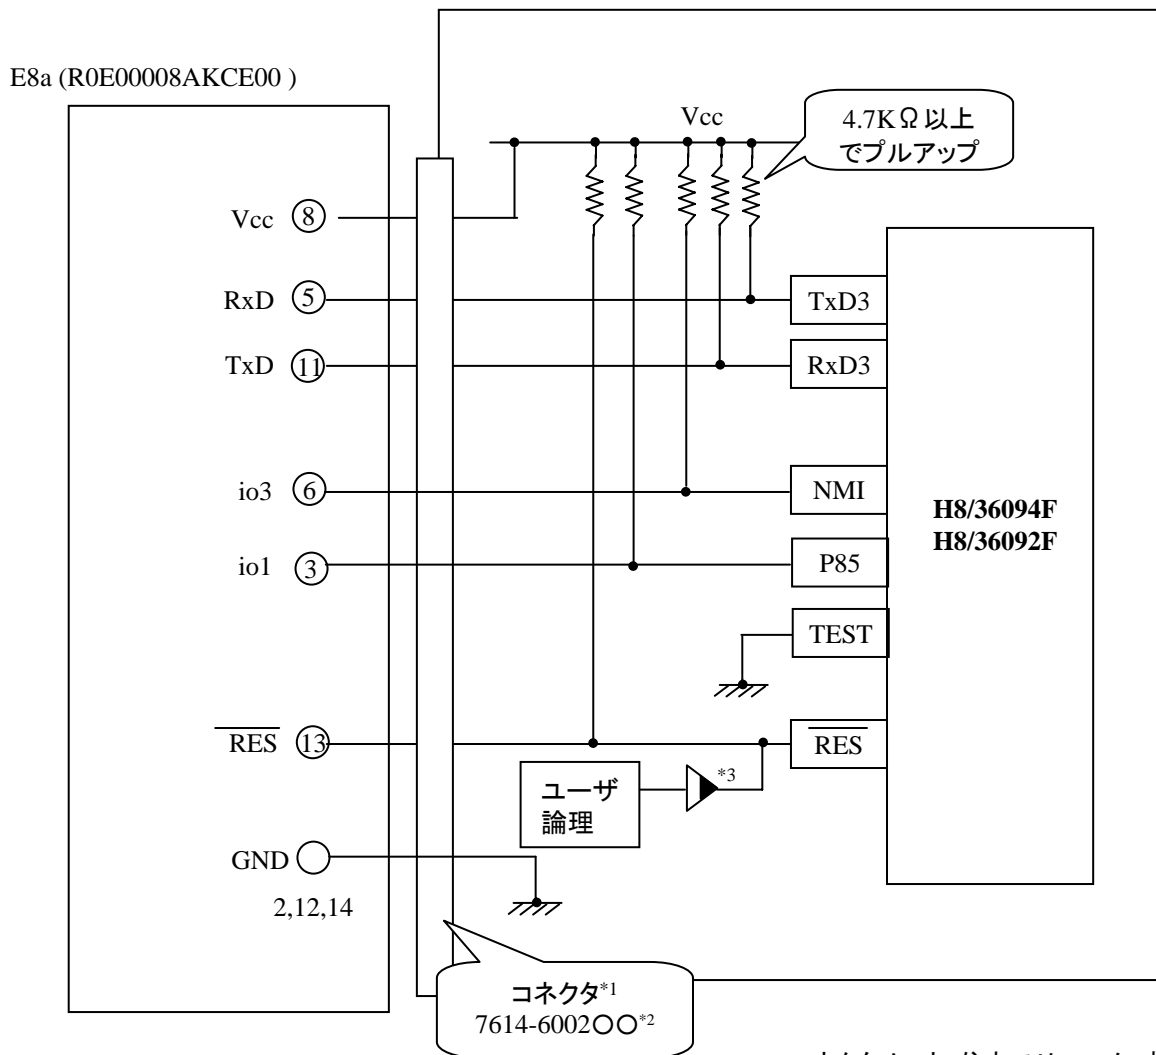 E8a (R0E00008AKCE00 )
Vcc
4.7KΩ以上
でプルアップ
Vcc ⑧
RxD ⑤
TxD3
TxD ⑪
RxD3
io3 ⑥
NMI
H8/36094F
H8/36092F
io1 ③
P85
TEST
RES ⑬
RES
*3
ユーザ
論理
GND
2,12,14
コネクタ*1
7614-6002〇〇*2